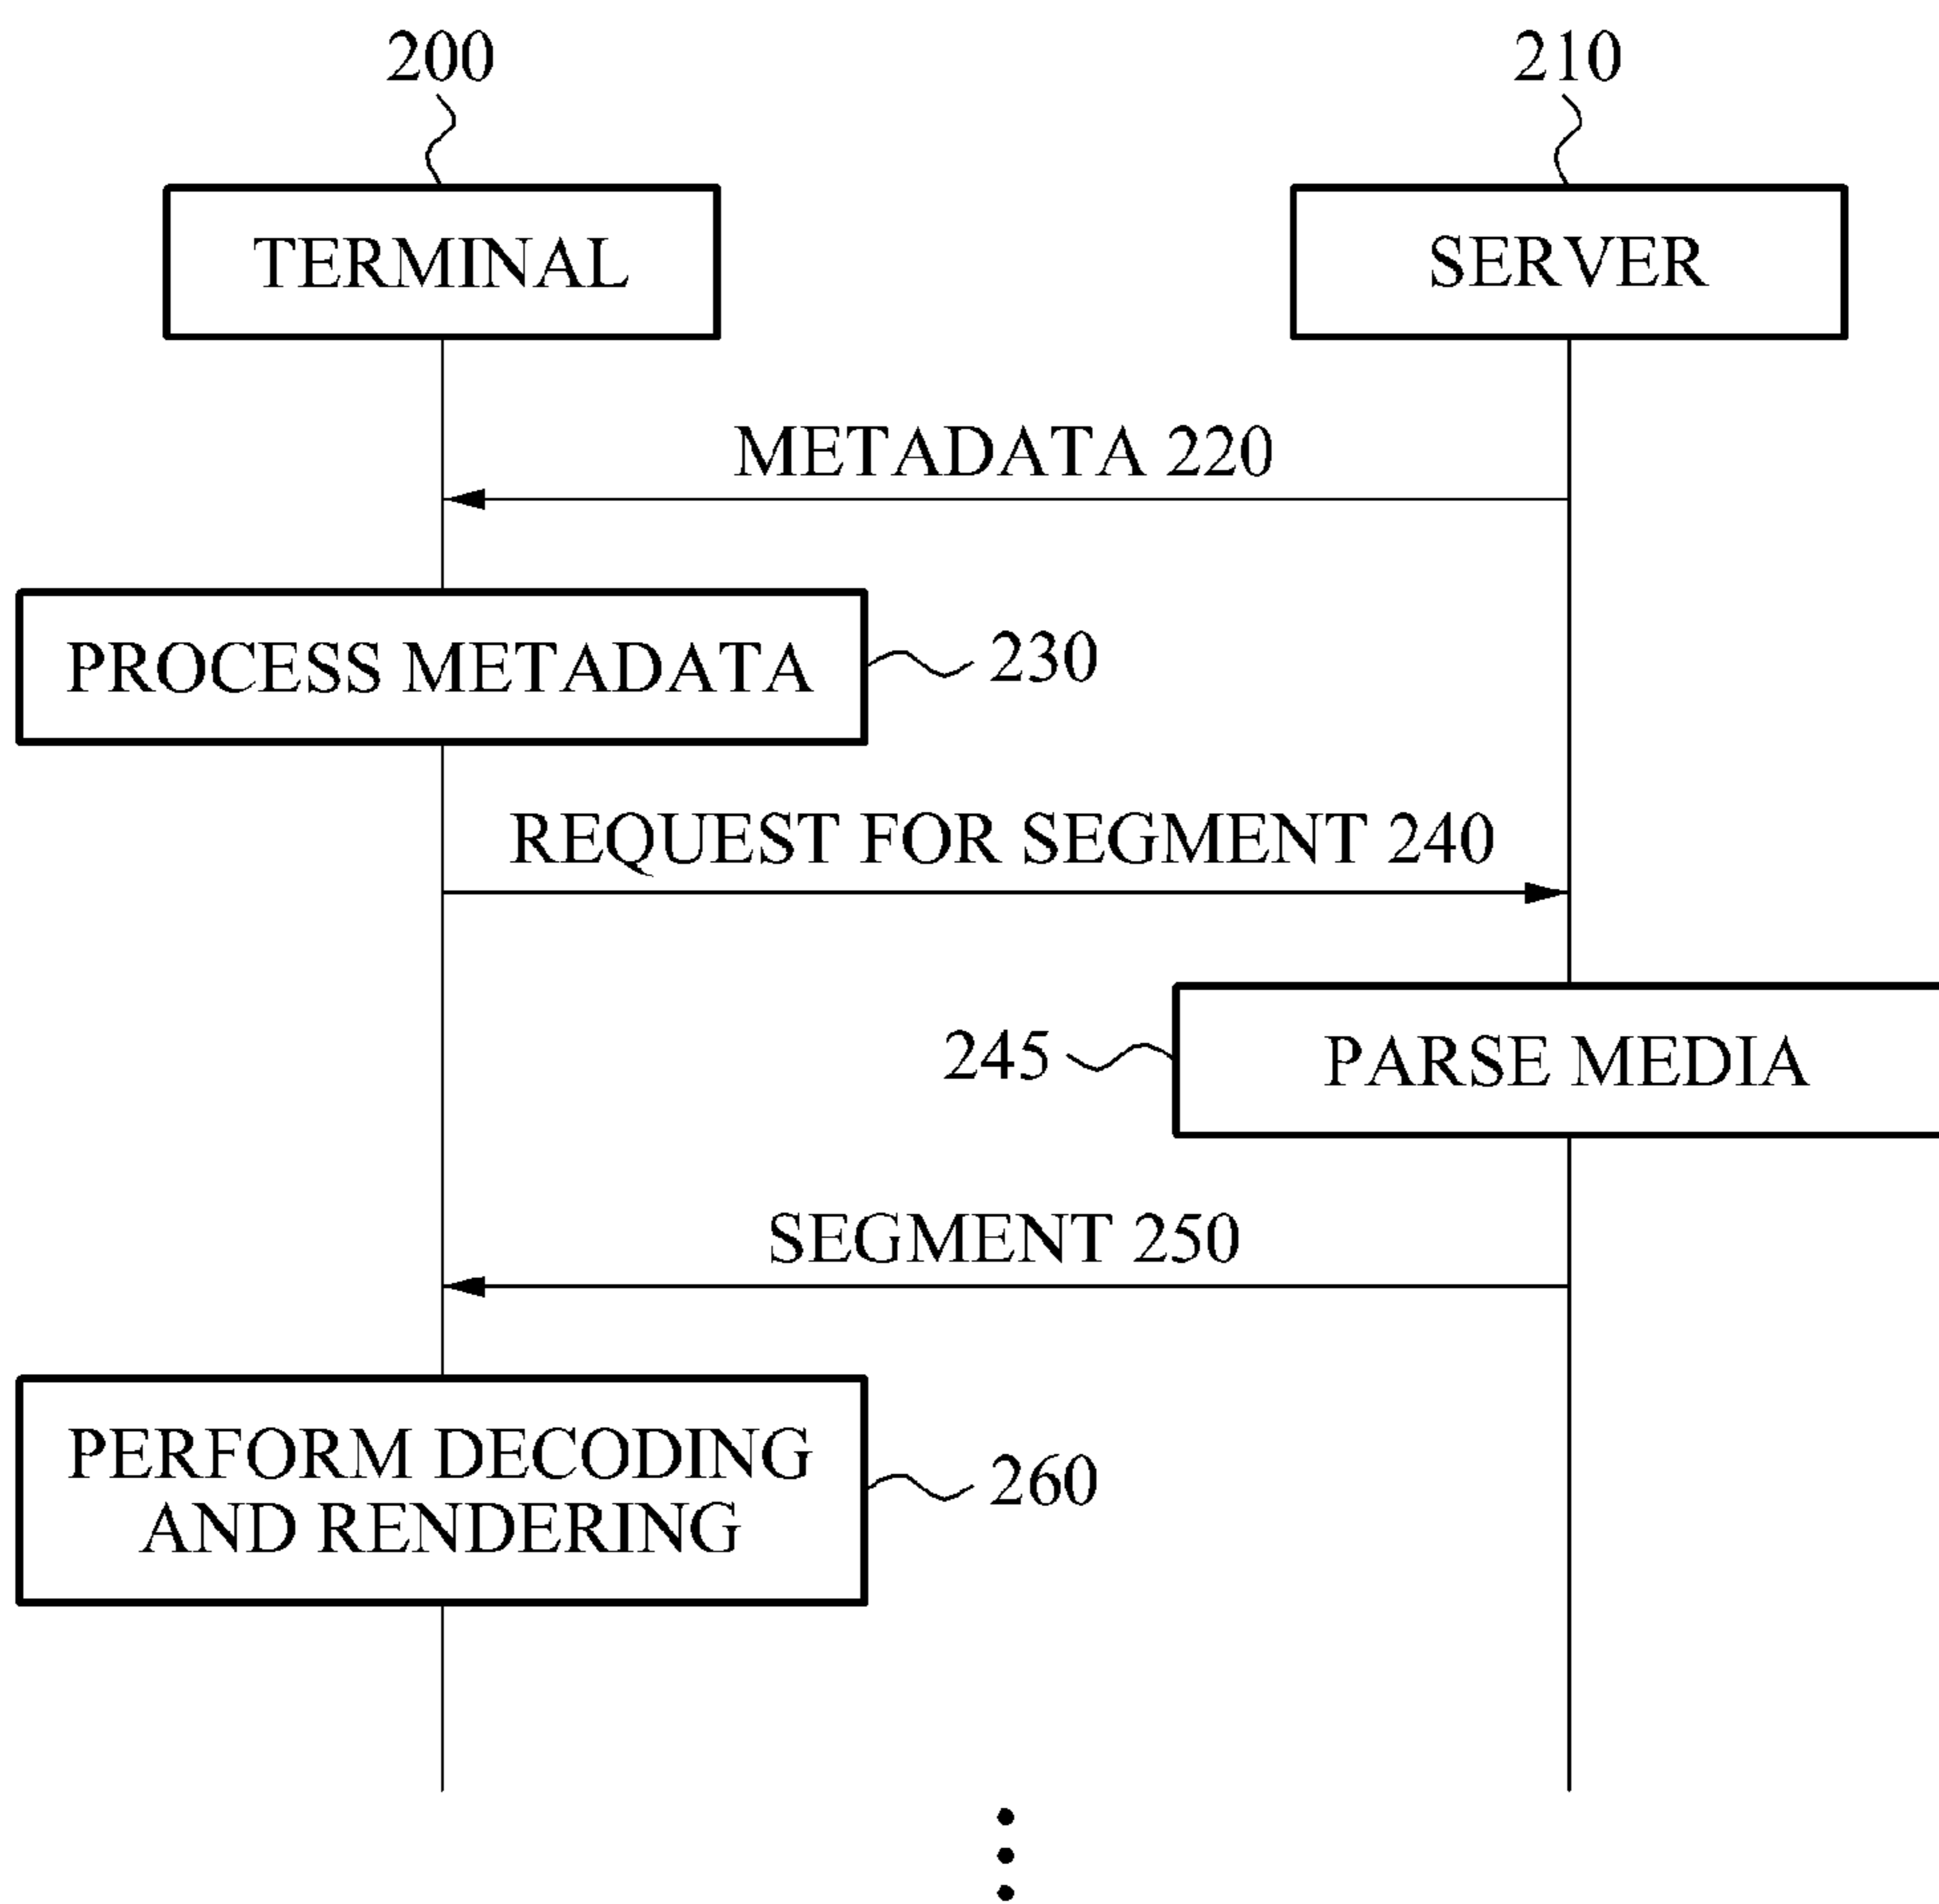 200
210
TERMINAL
SERVER
METADATA 220
PROCESS METADATA
230
REQUEST FOR SEGMENT 240
245
PARSE MEDIA
SEGMENT 250
PERFORM DECODING
AND RENDERING
260